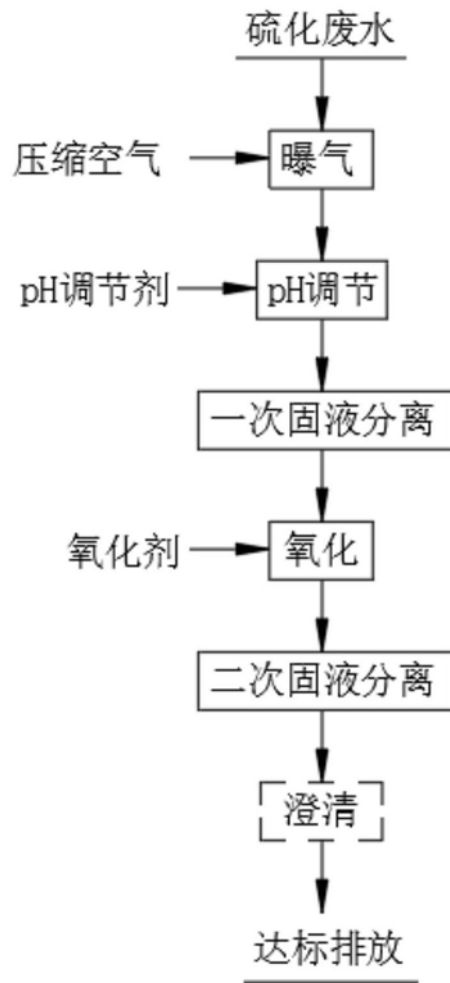 硫化废水
压缩空气
曝气
pH调节剂
pH调节
一次固液分离
氧化剂
氧化
二次固液分离
澄清
达标排放